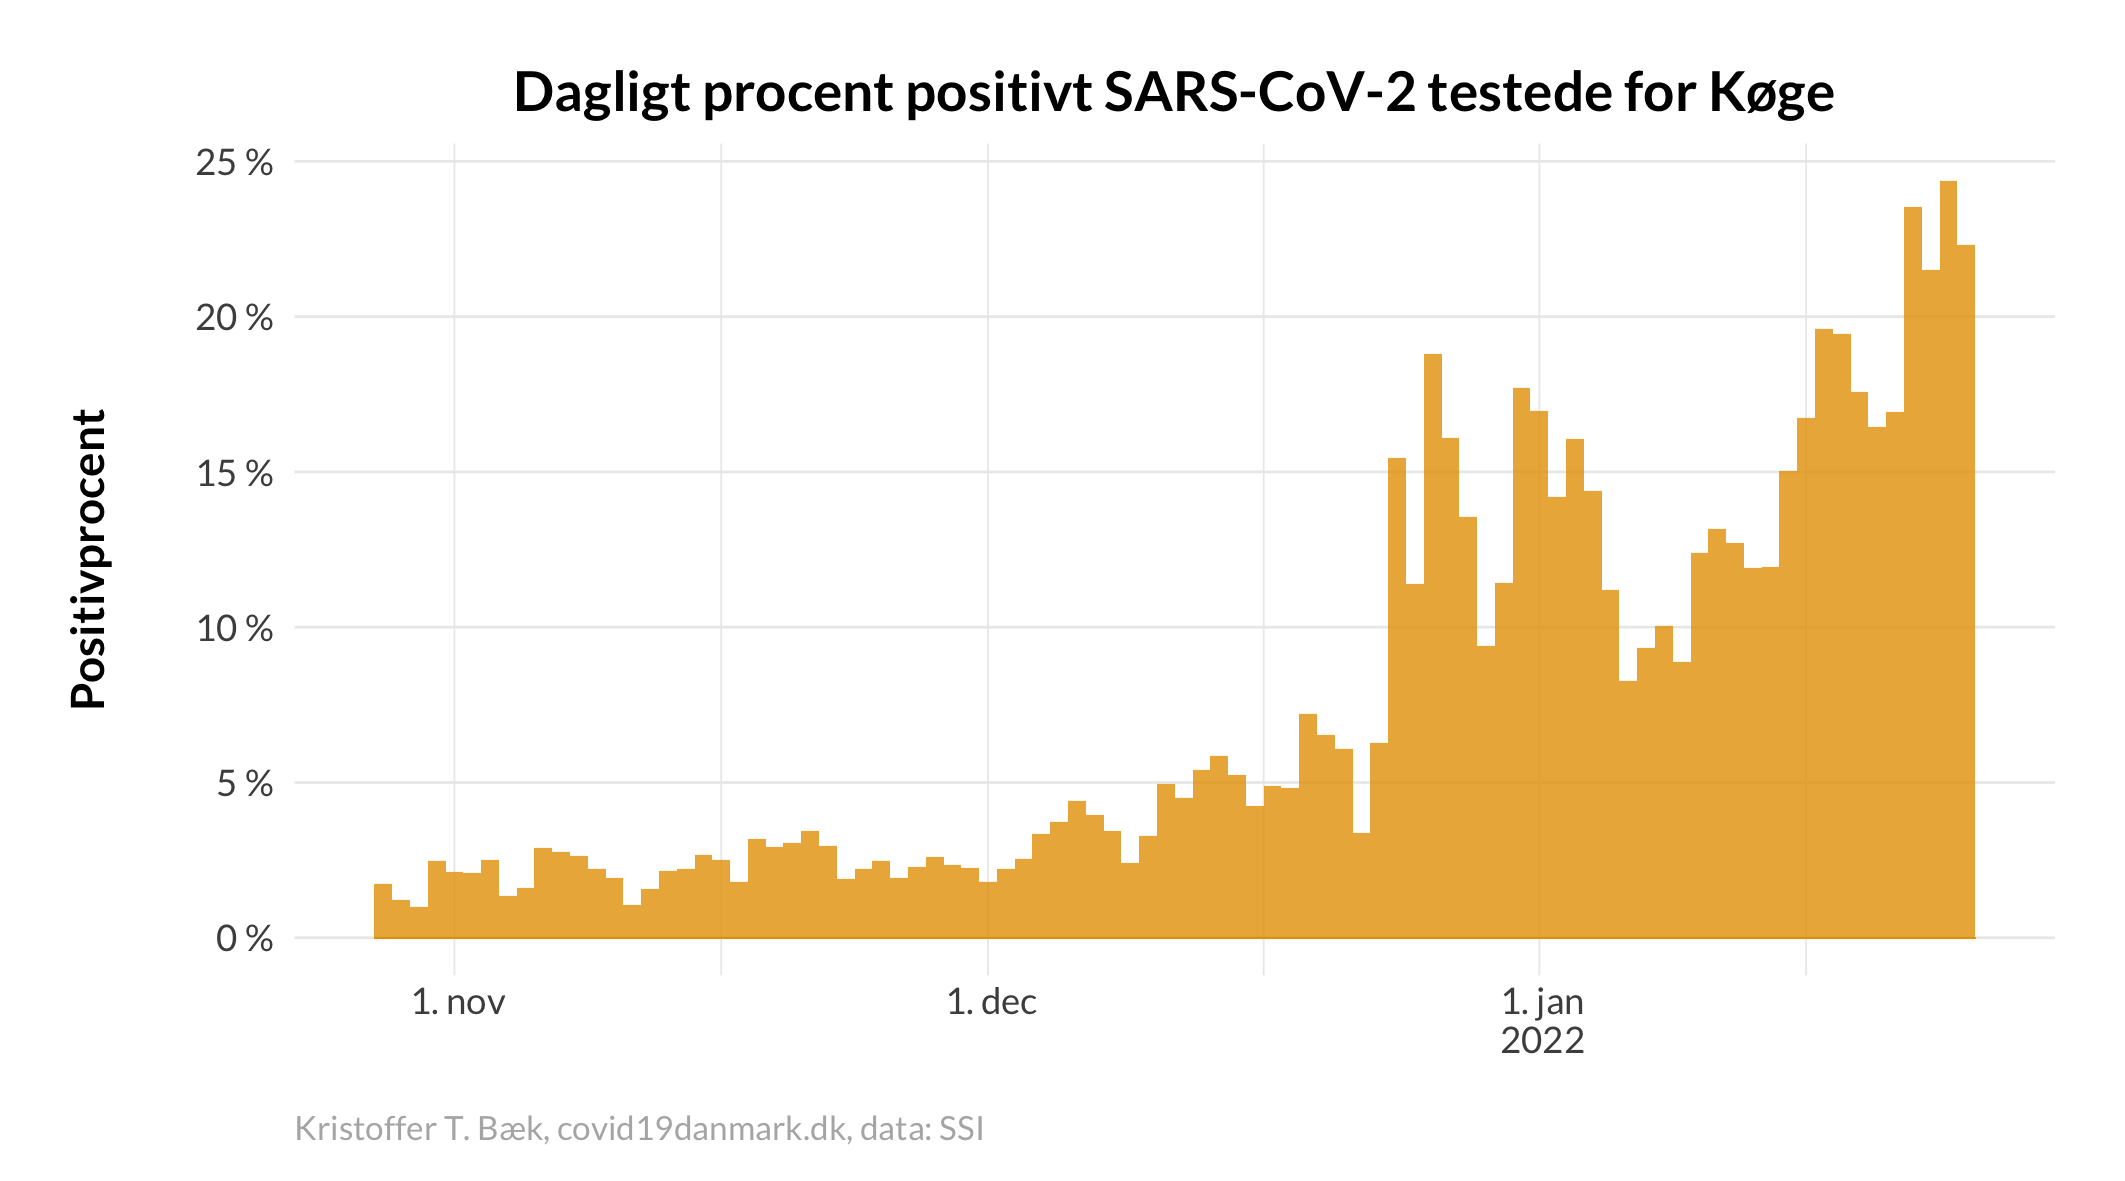 Dagligt procent positivt SARS-CoV-2 testede for Køge
Positivprocent
25 %
20 %
15 %
10 %
5 %
0 %
1. nov
1. dec
1. jan
2022
Kristoffer T. Bæk, covid19danmark.dk, data: SSI